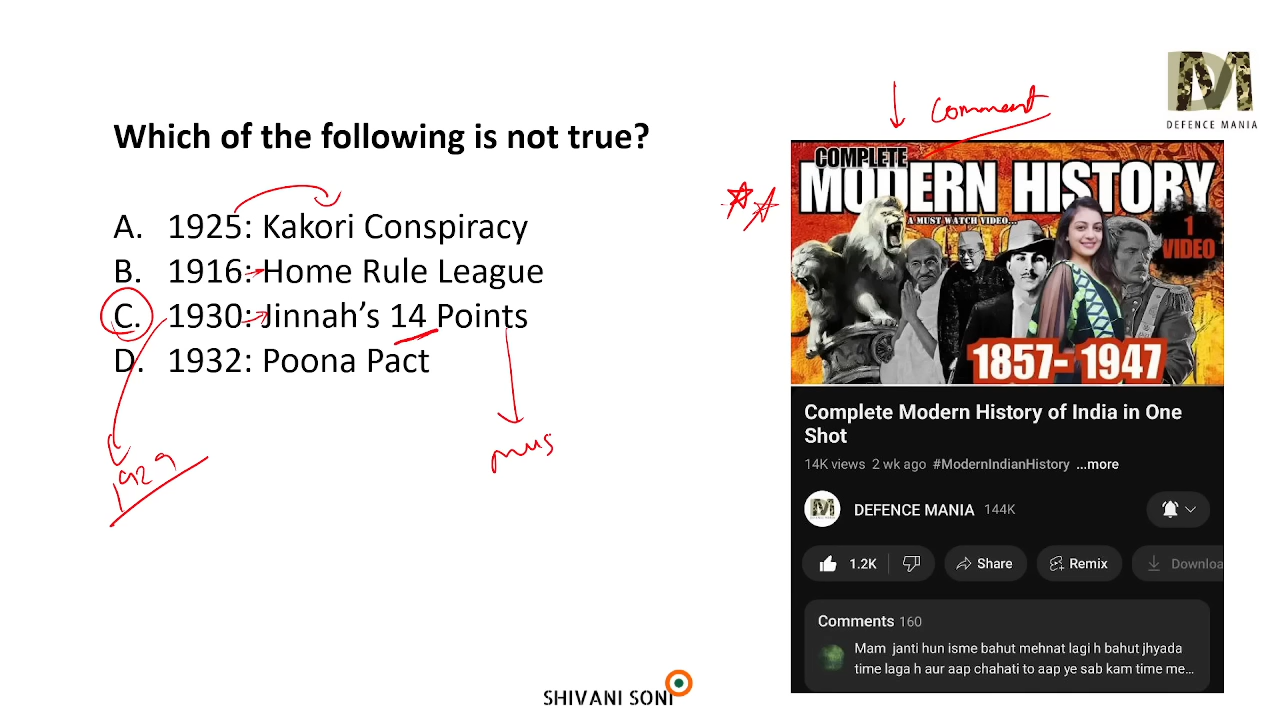 Which of the following is not true?
A. 1925: Kakori Conspiracy
B. 1916: Home Rule League
C. 1930: Jinnah's 14 Points
D. 1932: Poona Pact
1929
mus
Comment
DEFENCE MANIA
COMPLETE
MODERN HISTORY
A MUST WATCH VIDEO...
1
VIDEO
1857- 1947
Complete Modern History of India in One
Shot
14K views 2 wk ago #ModernIndianHistory ...more
DEFENCE MANIA 144K
1.2K Share Remix Downloa
Comments 160
Mam janti hun isme bahut mehnat lagi h bahut jhyada
time laga h aur aap chahati to aap ye sab kam time me...
SHIVANI SONI